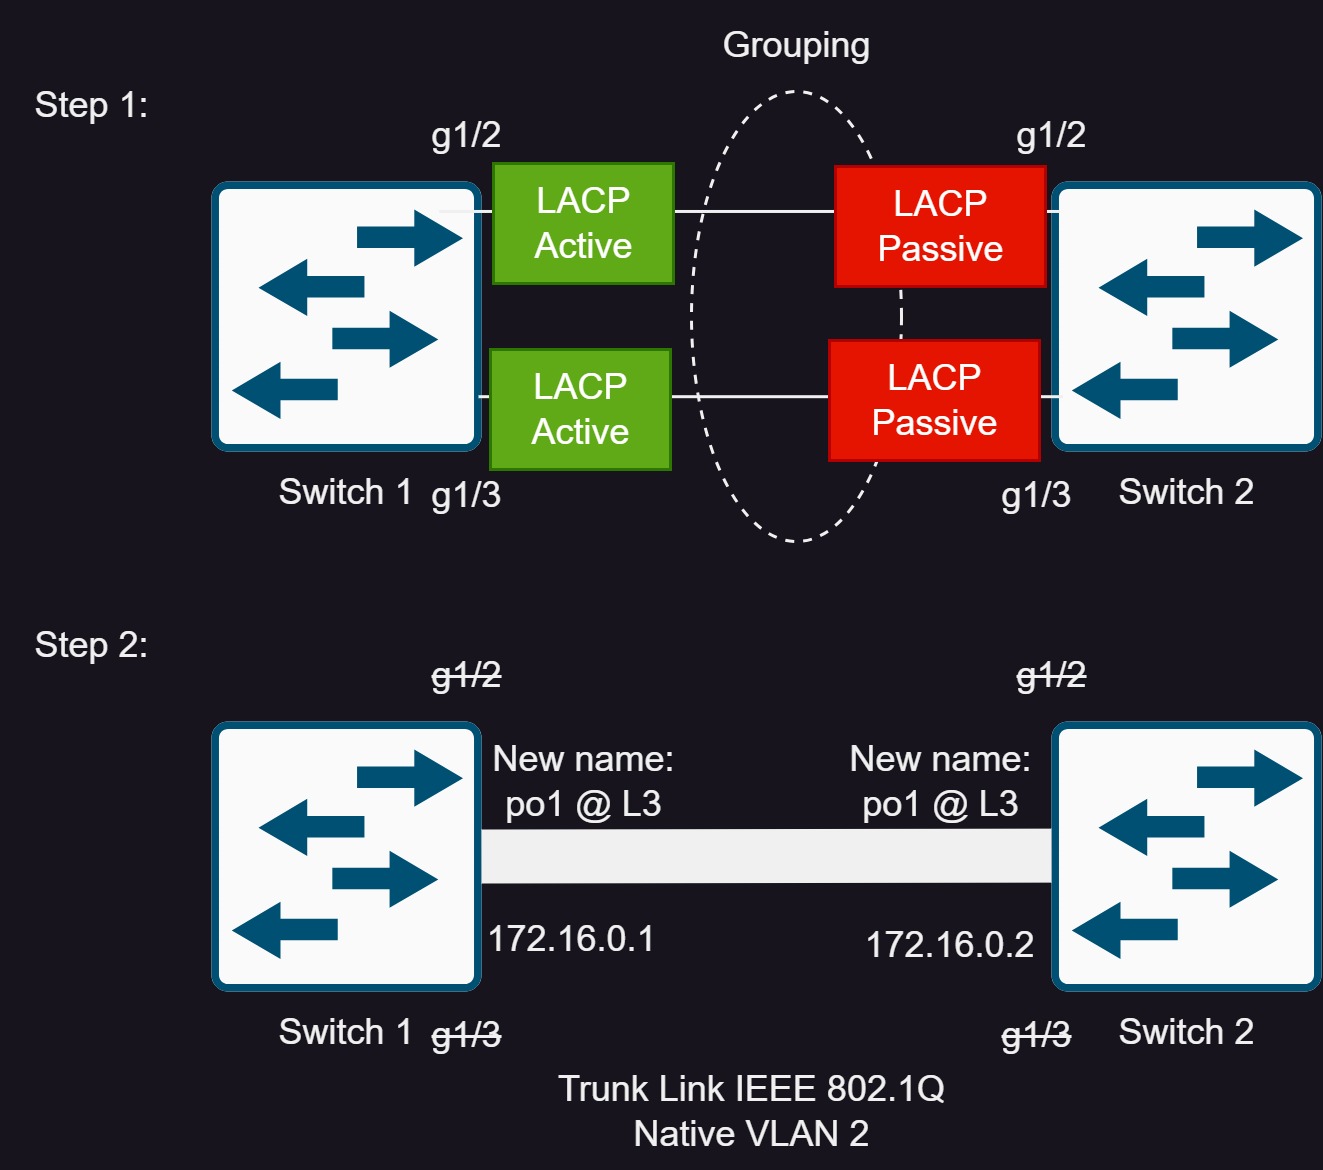 Grouping
Step 1:
g1/2
g1/2
LACP
Active
LACP
Passive
LACP
Active
LACP
Passive
Switch 1
g1/3
g1/3
Switch 2
Step 2:
g1/2
g1/2
New name:
po1 @ L3
New name:
po1 @ L3
172.16.0.1
172.16.0.2
Switch 1
g1/3
g1/3
Switch 2
Trunk Link IEEE 802.1Q
Native VLAN 2